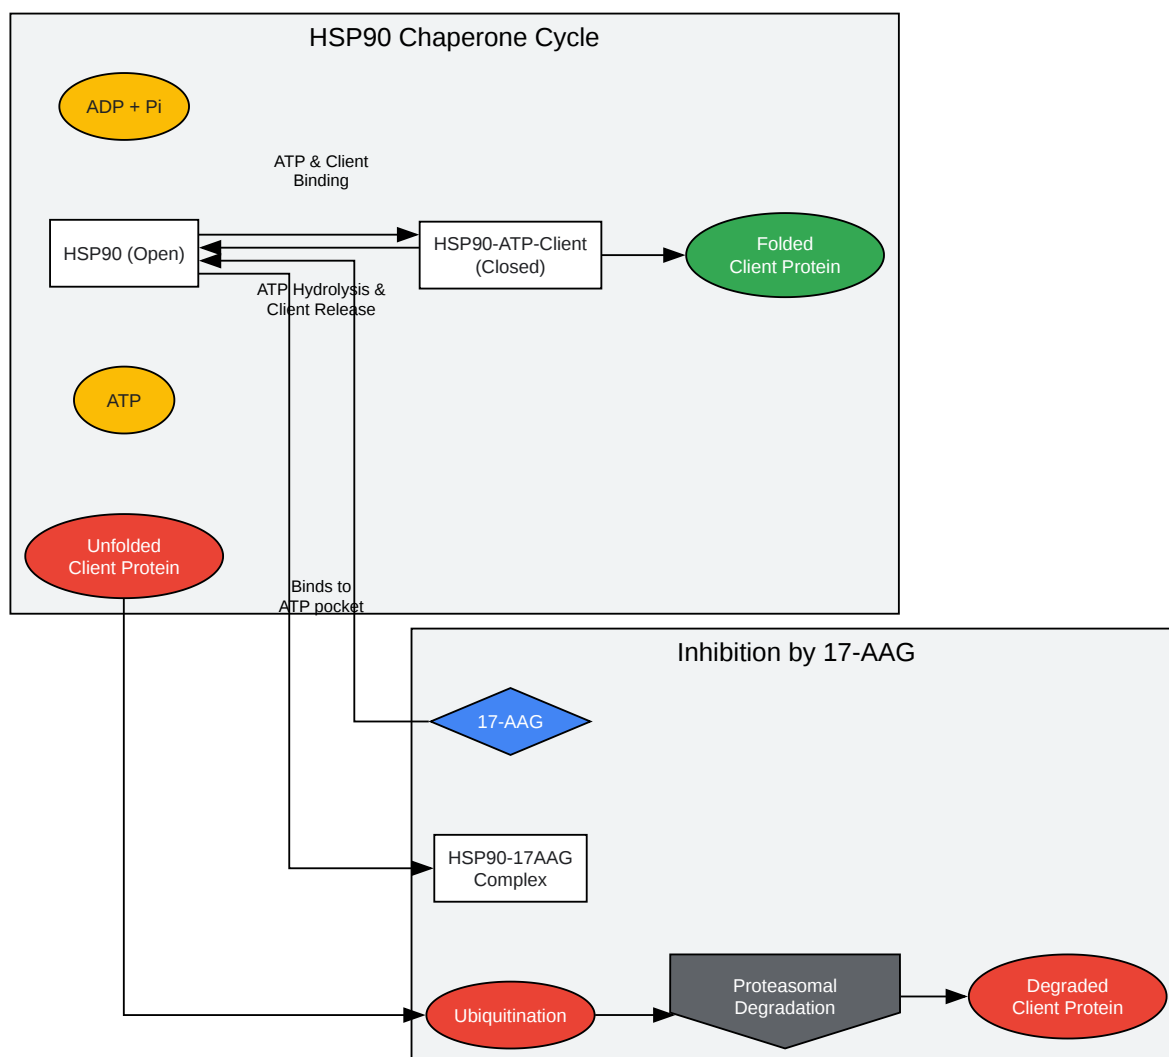 HSP90 Chaperone Cycle
ADP + Pi
ATP & Client
Binding
HSP90 (Open)
HSP90-ATP-Client
(Closed)
Folded
Client Protein
ATP Hydrolysis &
Client Release
ATP
Unfolded
Client Protein
Binds to
ATP pocket
Inhibition by 17-AAG
17-AAG
HSP90-17AAG
Complex
Ubiquitination
Proteasomal
Degradation
Degraded
Client Protein